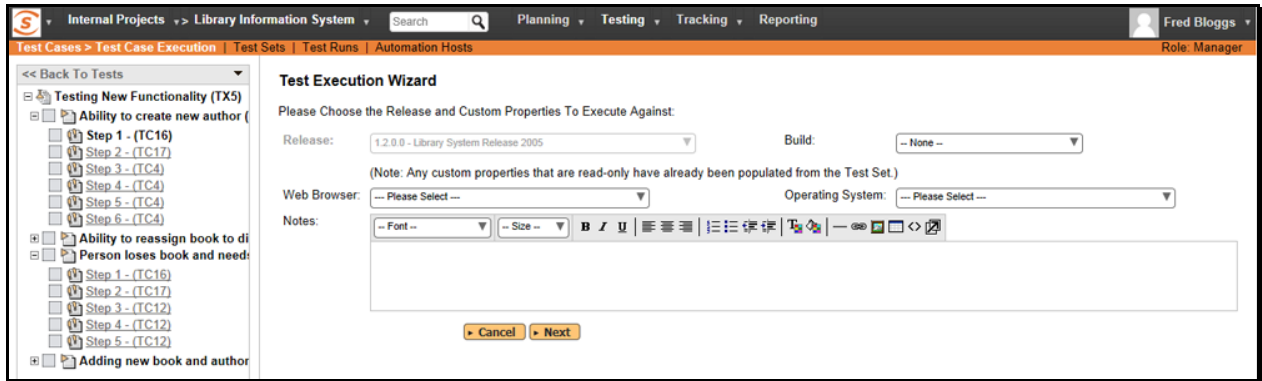 Internal Projects > Library Information System Search Planning Testing Tracking Reporting Fred Bloggs
Test Cases > Test Case Execution | Test Sets | Test Runs | Automation Hosts Role: Manager
<< Back To Tests
Testing New Functionality (TX5)
Ability to create new author (
Step 1 - (TC16)
Step 2 - (TC17)
Step 3 - (TC4)
Step 4 - (TC4)
Step 5 - (TC4)
Step 6 - (TC4)
Ability to reassign book to di
Person loses book and needs
Step 1 - (TC16)
Step 2 - (TC17)
Step 3 - (TC12)
Step 4 - (TC12)
Step 5 - (TC12)
Adding new book and author
Test Execution Wizard
Please Choose the Release and Custom Properties To Execute Against:
Release: 1.2.0.0 - Library System Release 2005 Build: -- None --
(Note: Any custom properties that are read-only have already been populated from the Test Set.)
Web Browser: --- Please Select --- Operating System: --- Please Select ---
Notes: -- Font -- -- Size -- B I U
Cancel Next